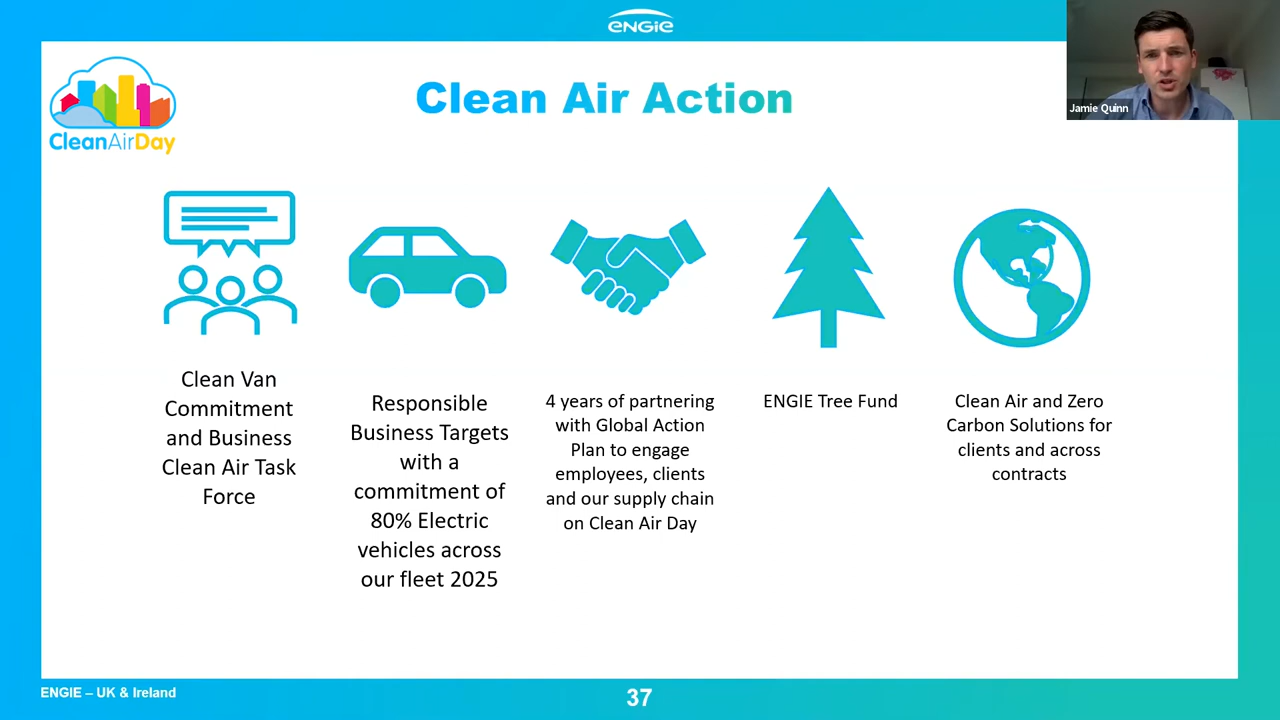 ENGIE
Jamie Quinn
CleanAirDay
Clean Air Action
Clean Van
Commitment
and Business
Clean Air Task
Force
Responsible
Business Targets
with a
commitment of
80% Electric
vehicles across
our fleet 2025
4 years of partnering
with Global Action
Plan to engage
employees, clients
and our supply chain
on Clean Air Day
ENGIE Tree Fund
Clean Air and Zero
Carbon Solutions for
clients and across
contracts
ENGIE – UK & Ireland
37